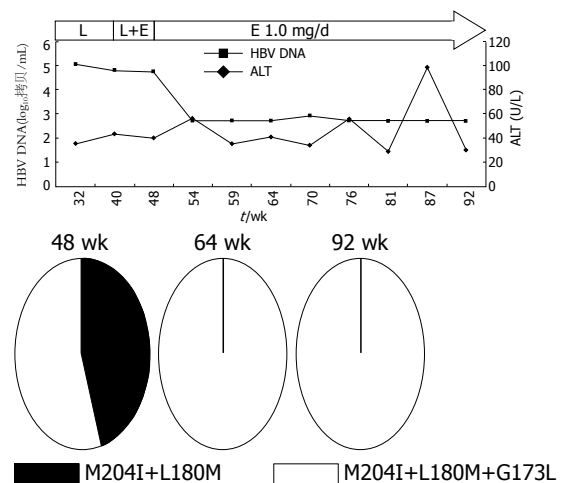 L L+E E 1.0 mg/d
HBV DNA(log₁₀拷贝/mL)
6
5
4
3
2
1
0
HBV DNA
ALT
120
100
80
60
40
20
0
ALT (U/L)
32 40 48 54 59 64 70 76 81 87 92
t/wk
48 wk 64 wk 92 wk
M204I+L180M M204I+L180M+G173L